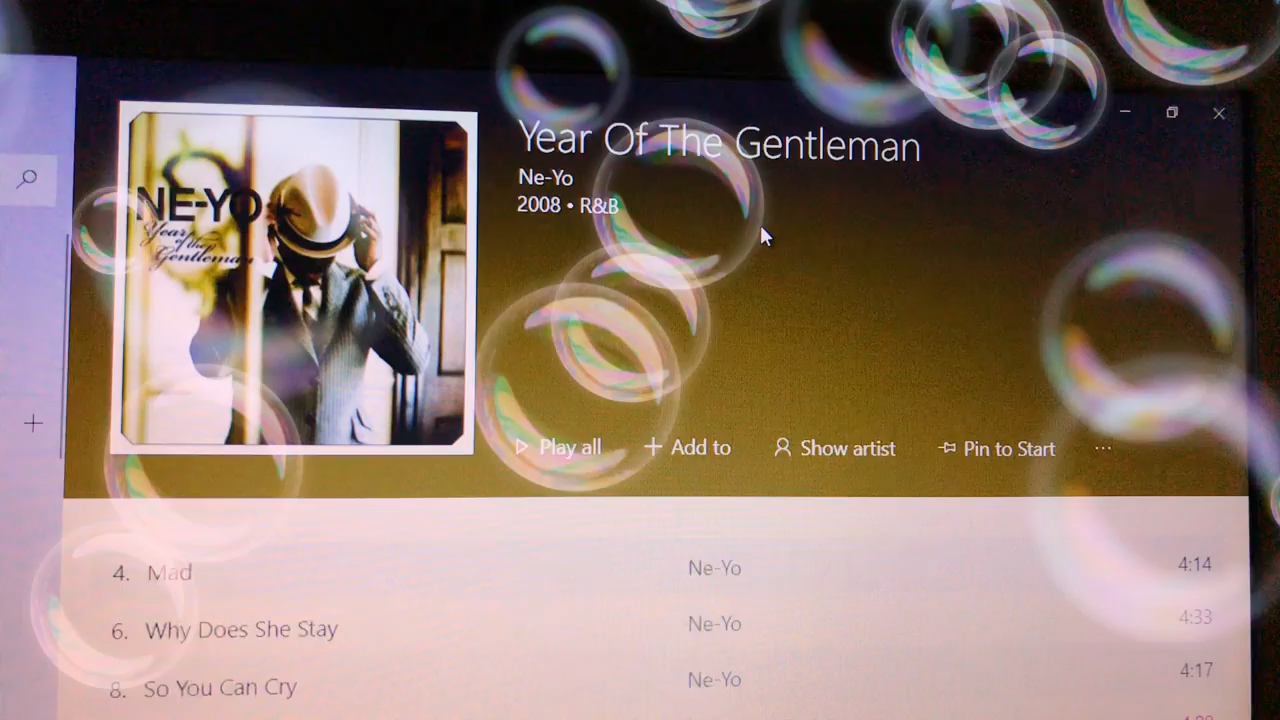 NE-YO
Year
of the
Gentleman
Year Of The Gentleman
Ne-Yo
2008 • R&B
Play all
Add to
Show artist
Pin to Start
...
4. Mad Ne-Yo 4:14
6. Why Does She Stay Ne-Yo 4:33
8. So You Can Cry Ne-Yo 4:17